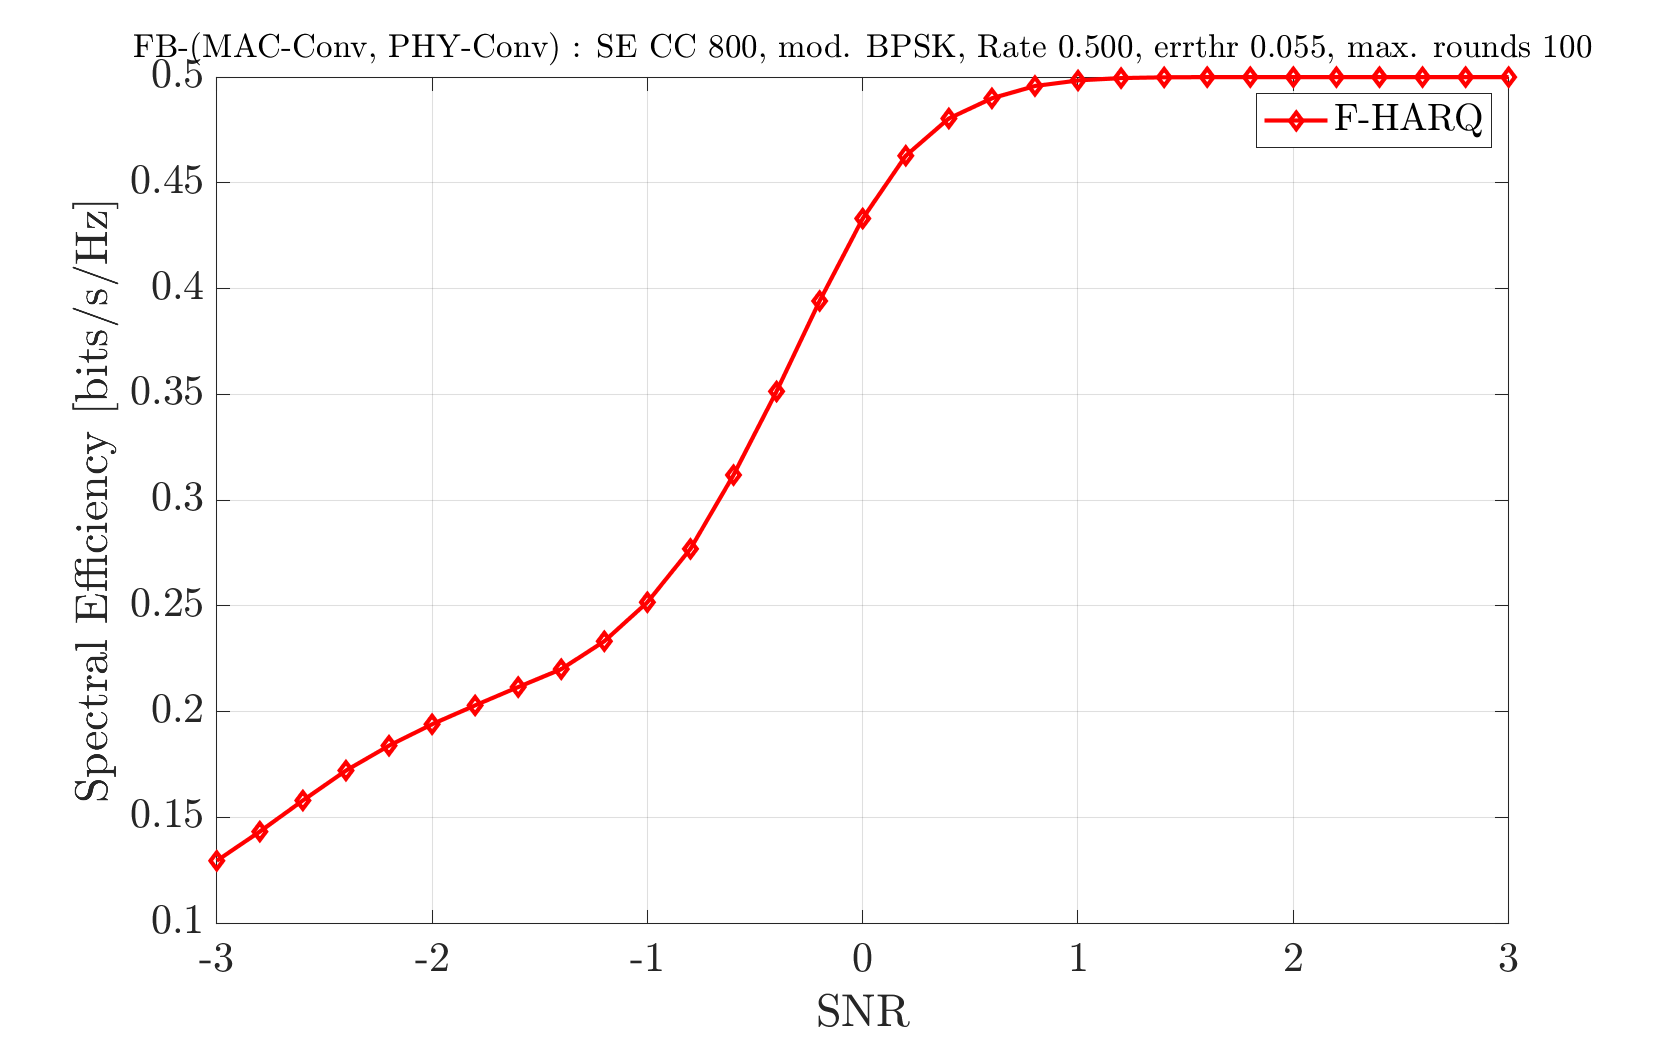 FB-(MAC-Conv, PHY-Conv) : SE CC 800, mod. BPSK, Rate 0.500, errthr 0.055, max. rounds 100
0.5
F-HARQ
0.45
0.4
0.35
0.3
0.25
0.2
0.15
0.1
Spectral Efficiency [bits/s/Hz]
-3 -2 -1 0 1 2 3
SNR